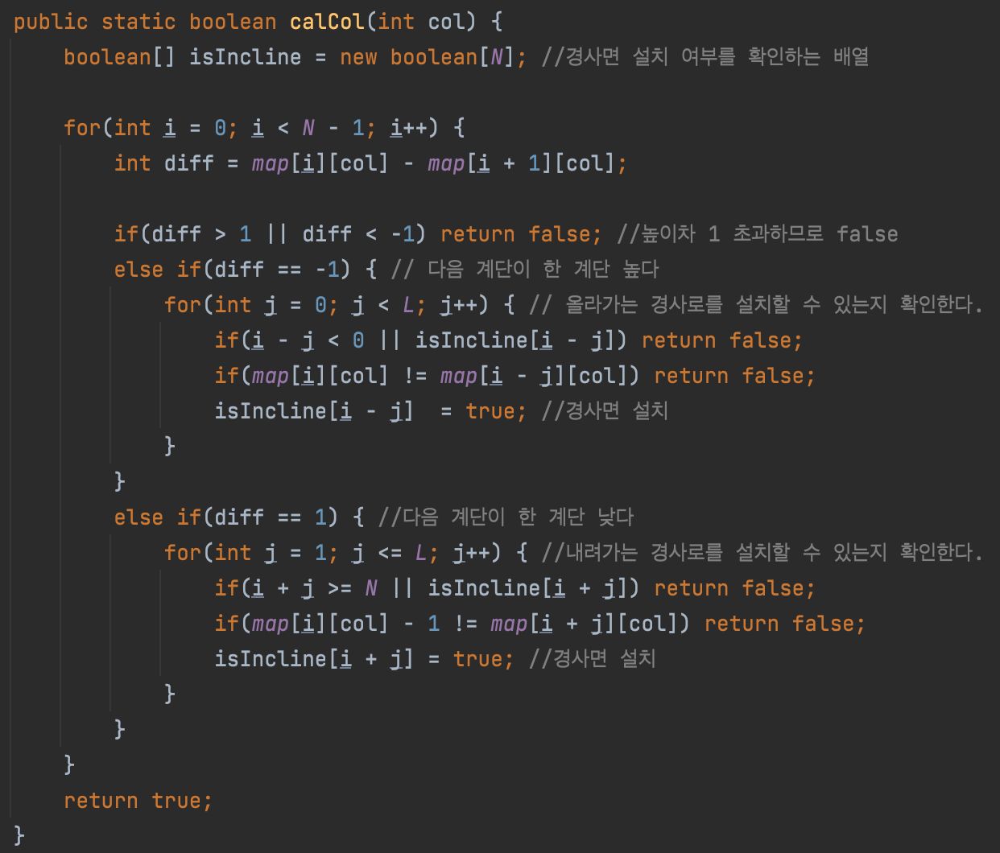 public static boolean calCol(int col) {
    boolean[] isIncline = new boolean[N]; //경사면 설치 여부를 확인하는 배열

    for(int i = 0; i < N - 1; i++) {
        int diff = map[i][col] - map[i + 1][col];

        if(diff > 1 || diff < -1) return false; //높이차 1 초과하므로 false
        else if(diff == -1) { // 다음 계단이 한 계단 높다
            for(int j = 0; j < L; j++) { // 올라가는 경사로를 설치할 수 있는지 확인한다.
                if(i - j < 0 || isIncline[i - j]) return false;
                if(map[i][col] != map[i - j][col]) return false;
                isIncline[i - j]  = true; //경사면 설치
            }
        }
        else if(diff == 1) { //다음 계단이 한 계단 낮다
            for(int j = 1; j <= L; j++) { //내려가는 경사로를 설치할 수 있는지 확인한다.
                if(i + j >= N || isIncline[i + j]) return false;
                if(map[i][col] - 1 != map[i + j][col]) return false;
                isIncline[i + j] = true; //경사면 설치
            }
        }
    }
    return true;
}